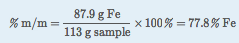 % m/m = 87.9 g Fe / 113 g sample × 100 % = 77.8 % Fe